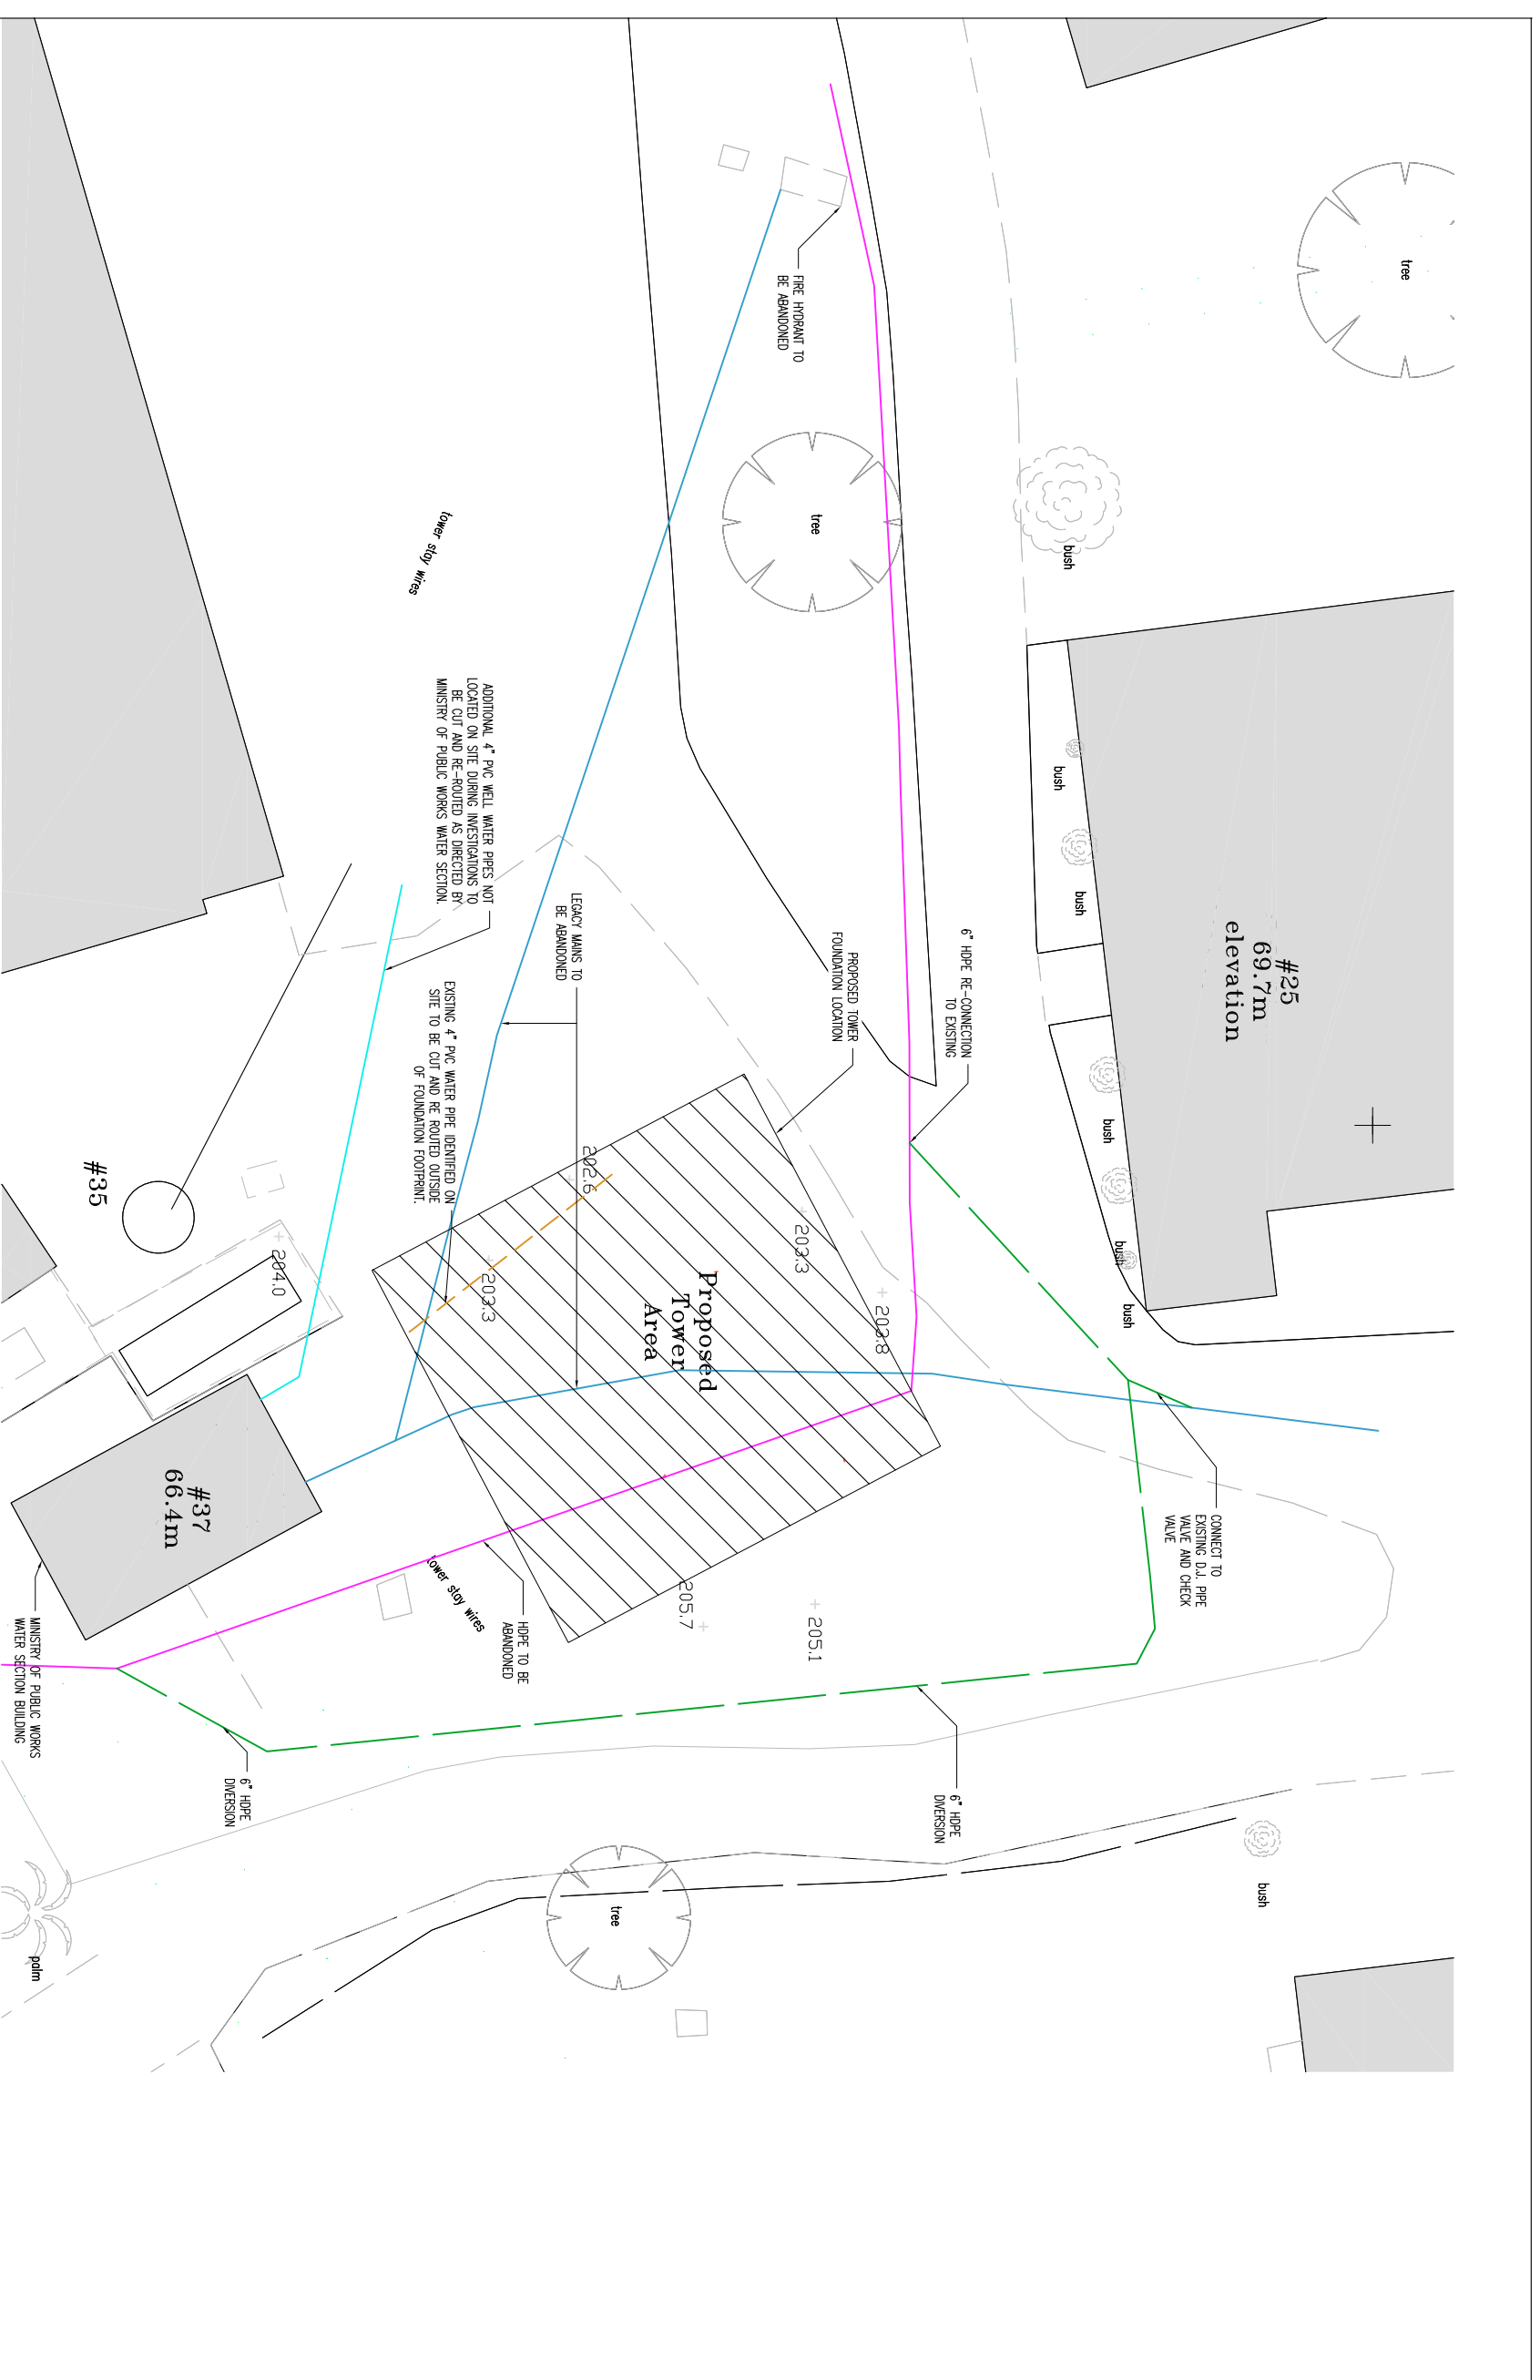 tree
bush
#25
69.7m
elevation
bush
bush
bush
bush
bush
bush
tree
FIRE HYDRANT TO
BE ABANDONED
6" HDPE RE-CONNECTION
TO EXISTING
PROPOSED TOWER
FOUNDATION LOCATION
CONNECT TO
EXISTING D.J. PIPE
VALVE AND CHECK
VALVE
tower stay wires
ADDITIONAL 4" PVC WELL WATER PIPES NOT
LOCATED ON SITE DURING INVESTIGATIONS TO
BE CUT AND RE-ROUTED AS DIRECTED BY
MINISTRY OF PUBLIC WORKS WATER SECTION.
LEGACY MAINS TO
BE ABANDONED
EXISTING 4" PVC WATER PIPE IDENTIFIED ON
SITE TO BE CUT AND RE ROUTED OUTSIDE
OF FOUNDATION FOOTPRINT.
202.6
203.3
203.8
203.3
Proposed
Tower
Area
205.7
205.1
204.0
#35
#37
66.4m
tower stay wires
HDPE TO BE
ABANDONED
MINISTRY OF PUBLIC WORKS
WATER SECTION BUILDING
6" HDPE
DIVERSION
6" HDPE
DIVERSION
bush
tree
palm